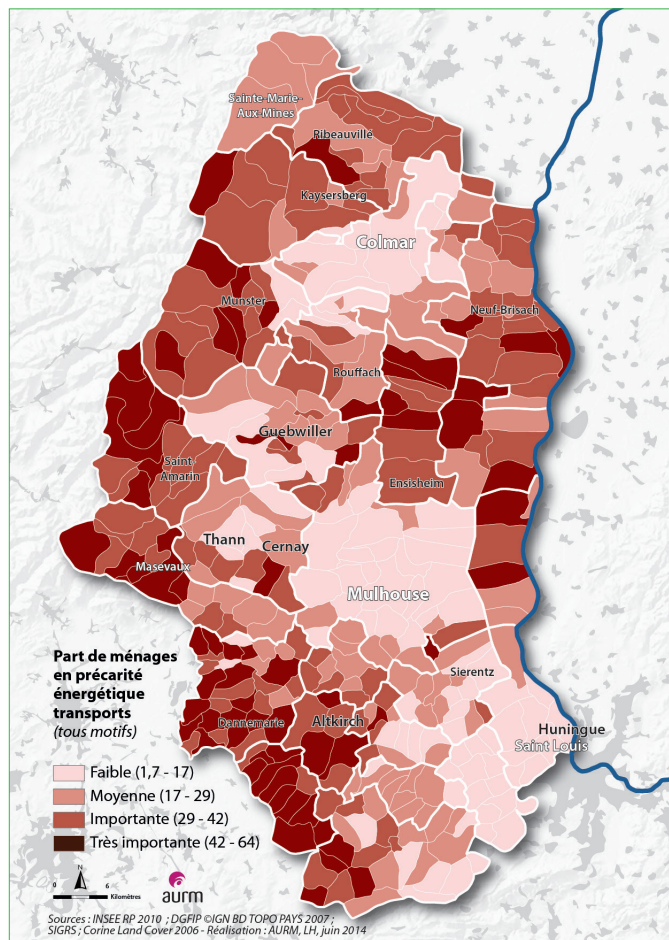 Sainte-Marie-
Aux-Mines
Ribeauvillé
Kaysersberg
Colmar
Munster
Neuf-Brisach
Rouffach
Guebwiller
Saint
Amarin
Ensisheim
Thann
Cernay
Masevaux
Mulhouse
Sierentz
Dannemarie
Altkirch
Huningue
Saint Louis
Part de ménages
en précarité
énergétique
transports
(tous motifs)
Faible (1,7 - 17)
Moyenne (17 - 29)
Importante (29 - 42)
Très importante (42 - 64)
N
0 6 Kilomètres
aurm
Sources : INSEE RP 2010 ; DGFIP ©IGN BD TOPO PAYS 2007 ;
SIGRS ; Corine Land Cover 2006 - Réalisation : AURM, LH, juin 2014